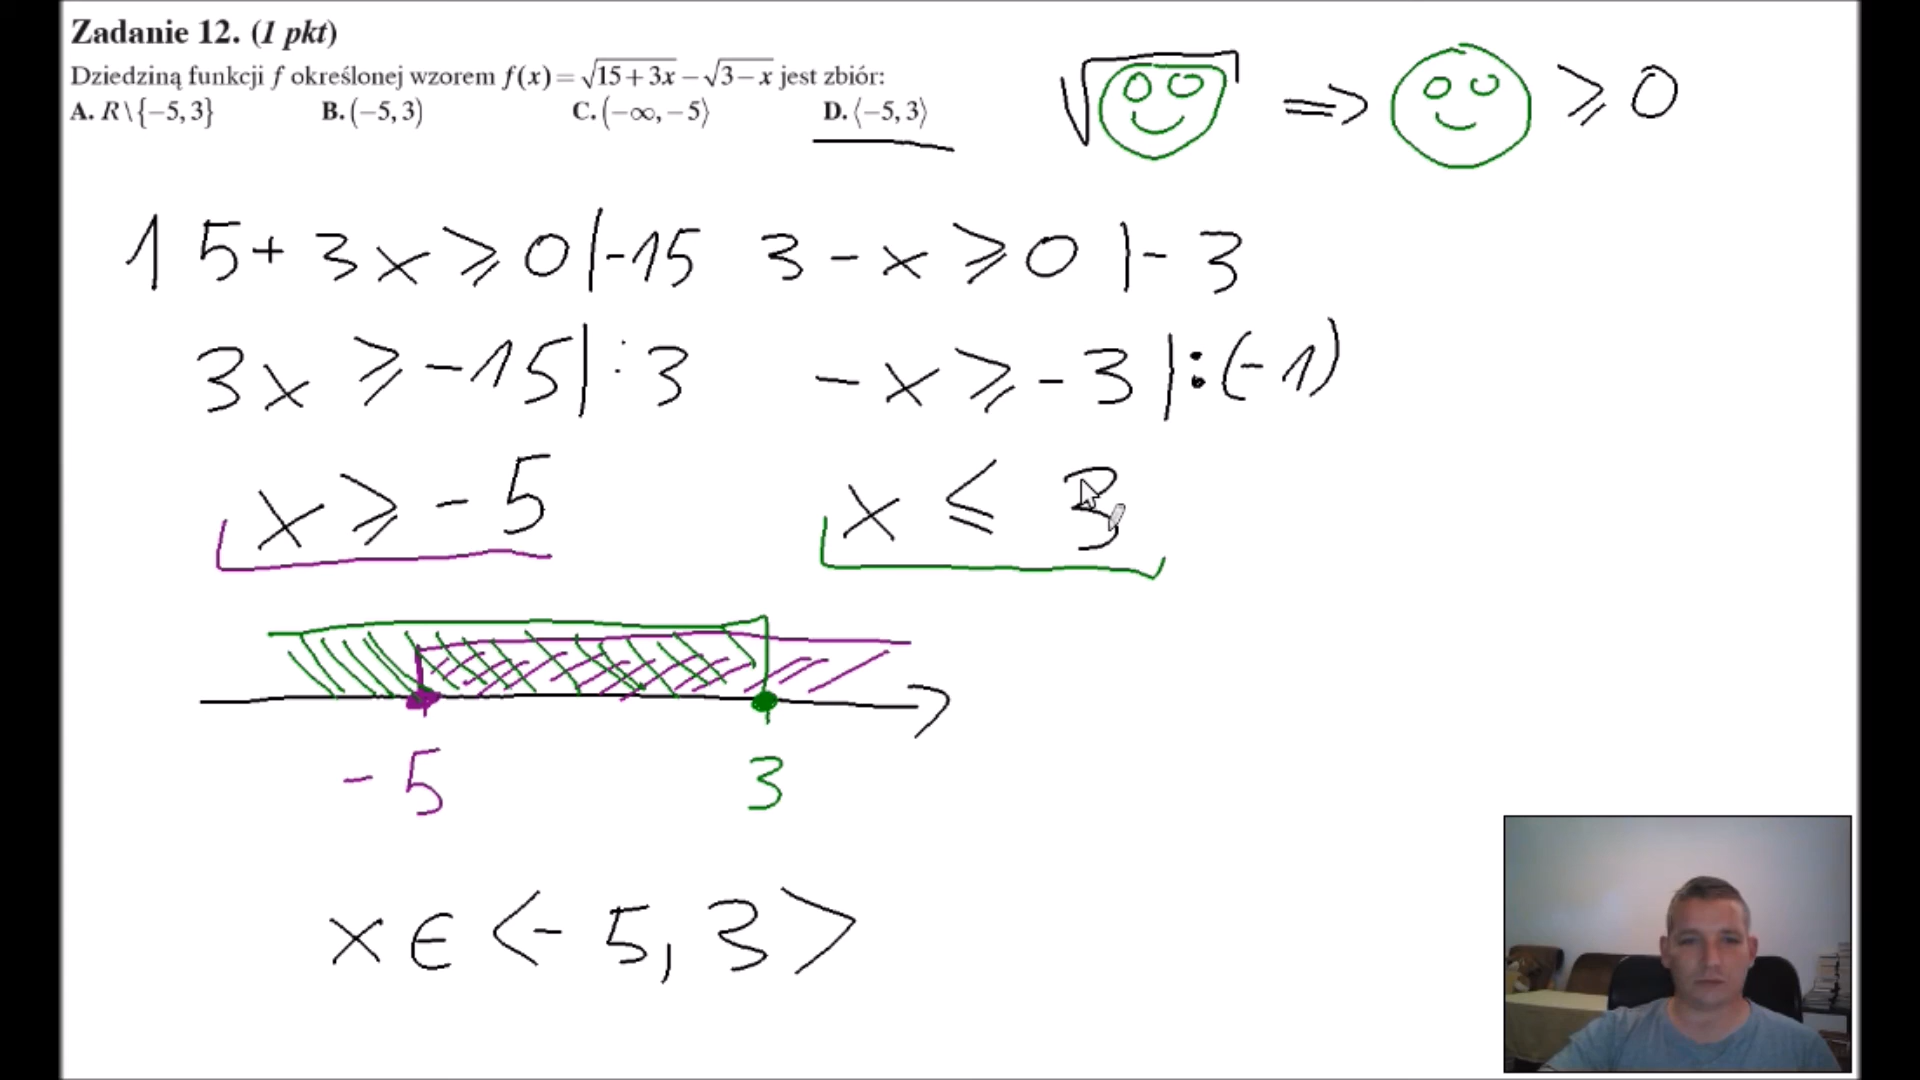 Zadanie 12. (1 pkt)
Dziedziną funkcji f określonej wzorem f(x)=√15+3x−√3−x jest zbiór:
A. R\{−5,3} B. (−5,3) C. (−∞,−5⟩ D. ⟨−5,3⟩
√ ⇒ ⩾ 0
15+3x⩾0|-15 3-x⩾0|-3
3x⩾-15|:3 -x⩾-3|:(-1)
x⩾-5 x≤3
-5 3
x∈<-5,3>